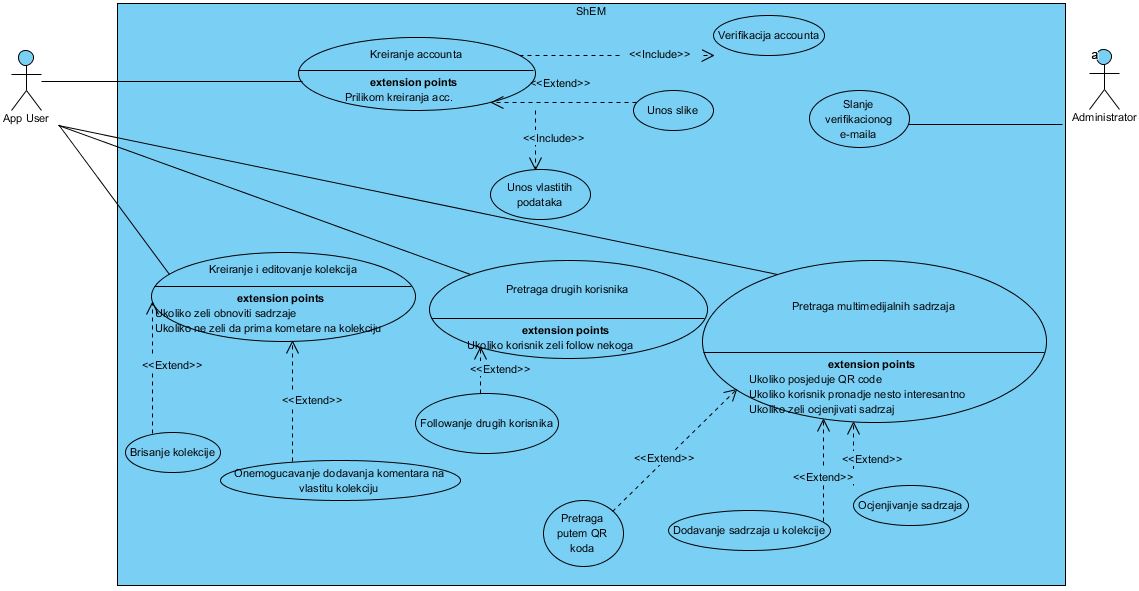 ShEM
App User
a
Administrator
Kreiranje accounta
extension points
Prilikom kreiranja acc.
<<Include>>
Verifikacija accounta
<<Extend>>
Unos slike
<<Include>>
Unos vlastitih
podataka
Slanje
verifikacionog
e-maila
Kreiranje i editovanje kolekcija
extension points
Ukoliko zeli obnoviti sadrzaje
Ukoliko ne zeli da prima kometare na kolekciju
<<Extend>>
<<Extend>>
Brisanje kolekcije
Onemogucavanje dodavanja komentara na
vlastitu kolekciju
Pretraga drugih korisnika
extension points
Ukoliko korisnik zeli follow nekoga
<<Extend>>
Followanje drugih korisnika
Pretraga multimedijalnih sadrzaja
extension points
Ukoliko posjeduje QR code
Ukoliko korisnik pronadje nesto interesantno
Ukoliko zeli ocjenjivati sadrzaj
<<Extend>>
<<Extend>>
<<Extend>>
Pretraga
putem QR
koda
Dodavanje sadrzaja u kolekcije
Ocjenjivanje sadrzaja